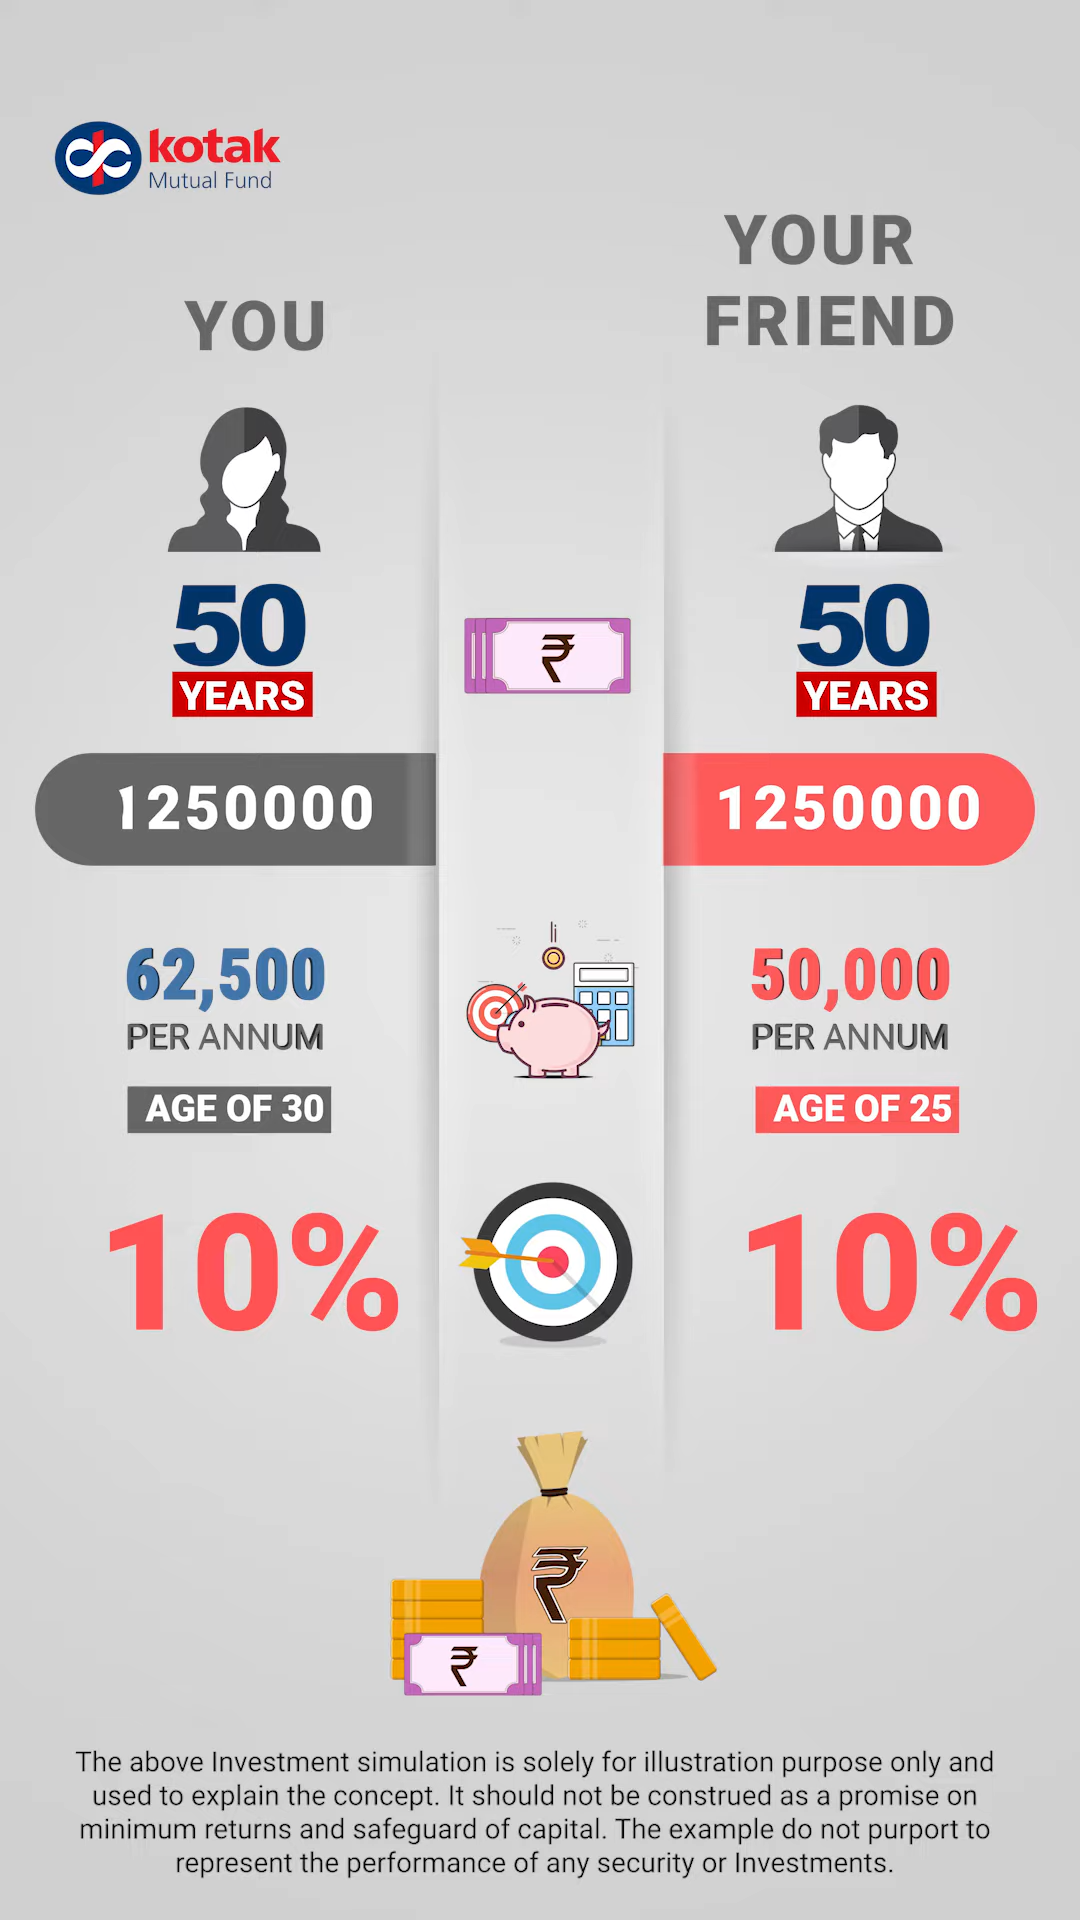 kotak
Mutual Fund
YOU
YOUR
FRIEND
50
YEARS
₹
50
YEARS
1250000
1250000
62,500
PER ANNUM
AGE OF 30
50,000
PER ANNUM
AGE OF 25
10%
10%
₹
₹
The above Investment simulation is solely for illustration purpose only and
used to explain the concept. It should not be construed as a promise on
minimum returns and safeguard of capital. The example do not purport to
represent the performance of any security or Investments.